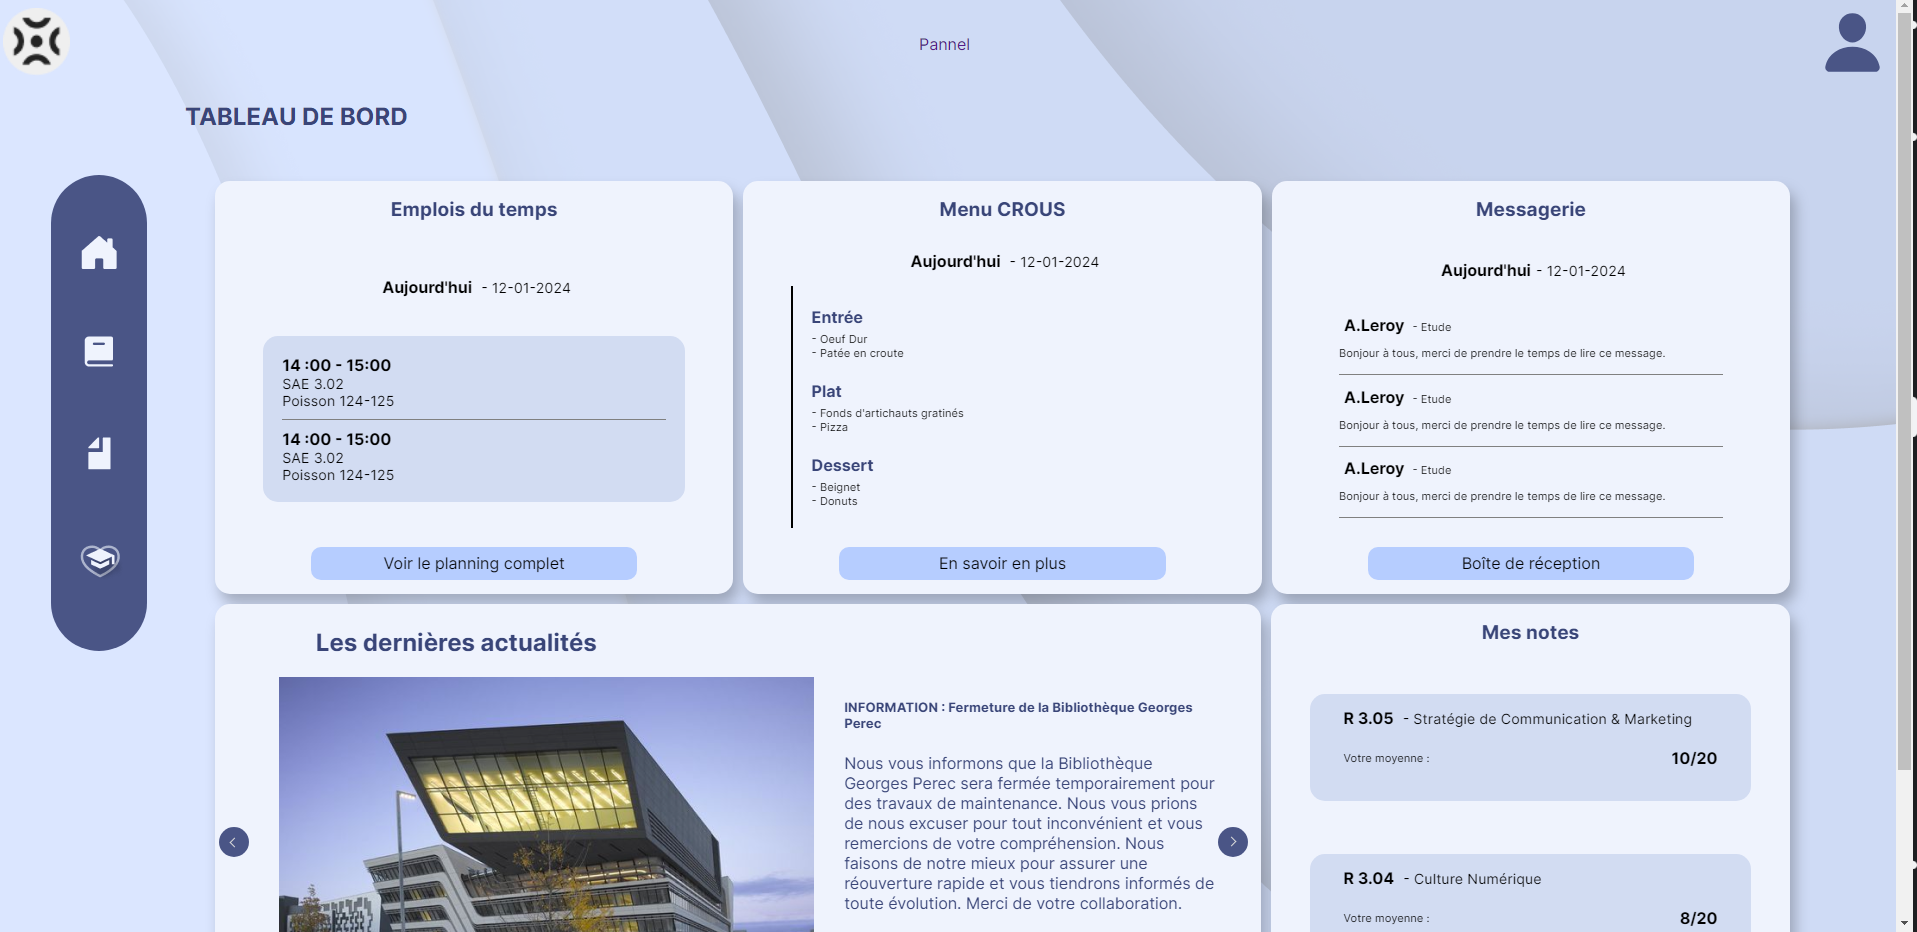 Pannel
TABLEAU DE BORD
Emplois du temps
Aujourd'hui - 12-01-2024
14 :00 - 15:00
SAE 3.02
Poisson 124-125
14 :00 - 15:00
SAE 3.02
Poisson 124-125
Voir le planning complet
Menu CROUS
Aujourd'hui - 12-01-2024
Entrée
- Oeuf Dur
- Patée en croute
Plat
- Fonds d'artichauts gratinés
- Pizza
Dessert
- Beignet
- Donuts
En savoir en plus
Messagerie
Aujourd'hui - 12-01-2024
A.Leroy - Etude
Bonjour à tous, merci de prendre le temps de lire ce message.
A.Leroy - Etude
Bonjour à tous, merci de prendre le temps de lire ce message.
A.Leroy - Etude
Bonjour à tous, merci de prendre le temps de lire ce message.
Boîte de réception
Les dernières actualités
INFORMATION : Fermeture de la Bibliothèque Georges
Perec
Nous vous informons que la Bibliothèque
Georges Perec sera fermée temporairement pour
des travaux de maintenance. Nous vous prions
de nous excuser pour tout inconvénient et vous
remercions de votre compréhension. Nous
faisons de notre mieux pour assurer une
réouverture rapide et vous tiendrons informés de
toute évolution. Merci de votre collaboration.
Mes notes
R 3.05 - Stratégie de Communication & Marketing
Votre moyenne : 10/20
R 3.04 - Culture Numérique
Votre moyenne : 8/20